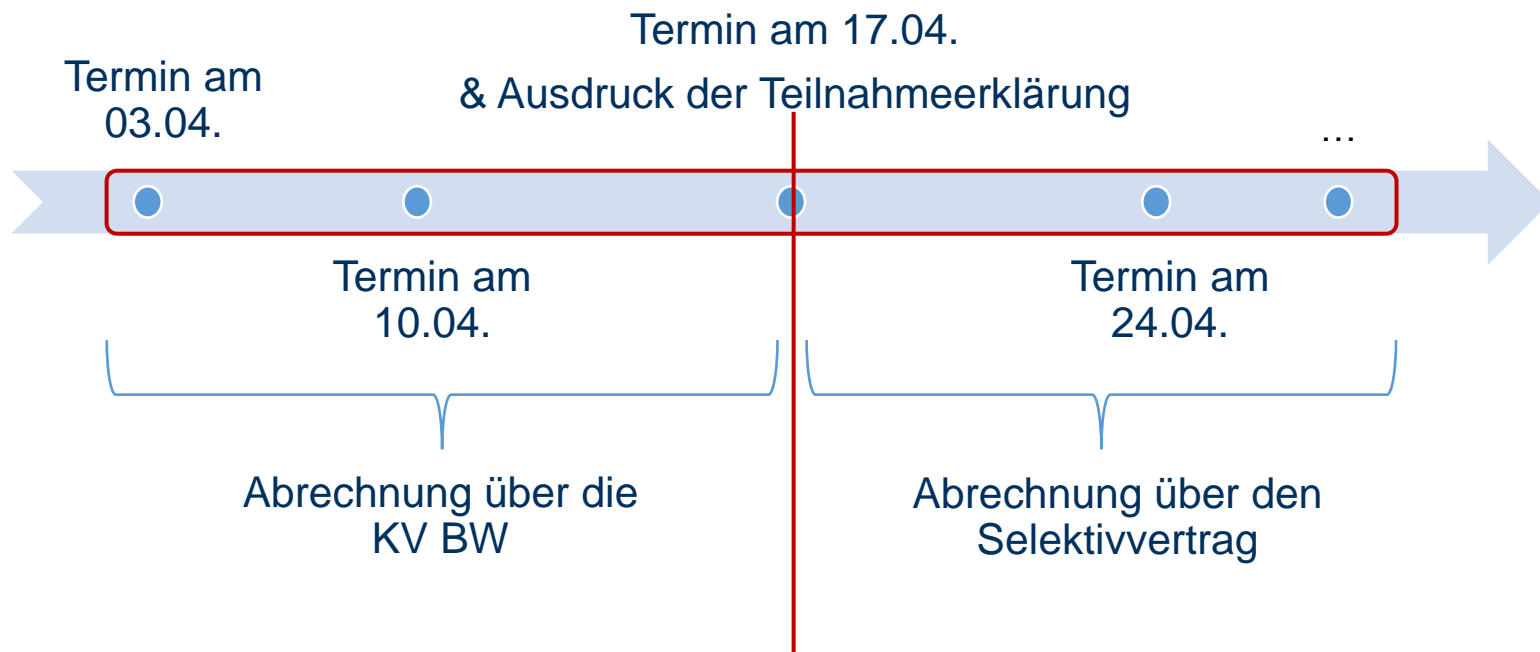 Termin am 17.04.
& Ausdruck der Teilnahmeerklärung
Termin am
03.04.
...
Termin am
10.04.
Termin am
24.04.
Abrechnung über die
KV BW
Abrechnung über den
Selektivvertrag